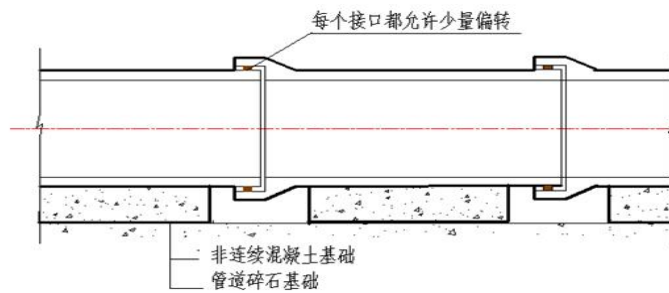 每个接口都允许少量偏转
非连续混凝土基础
管道碎石基础